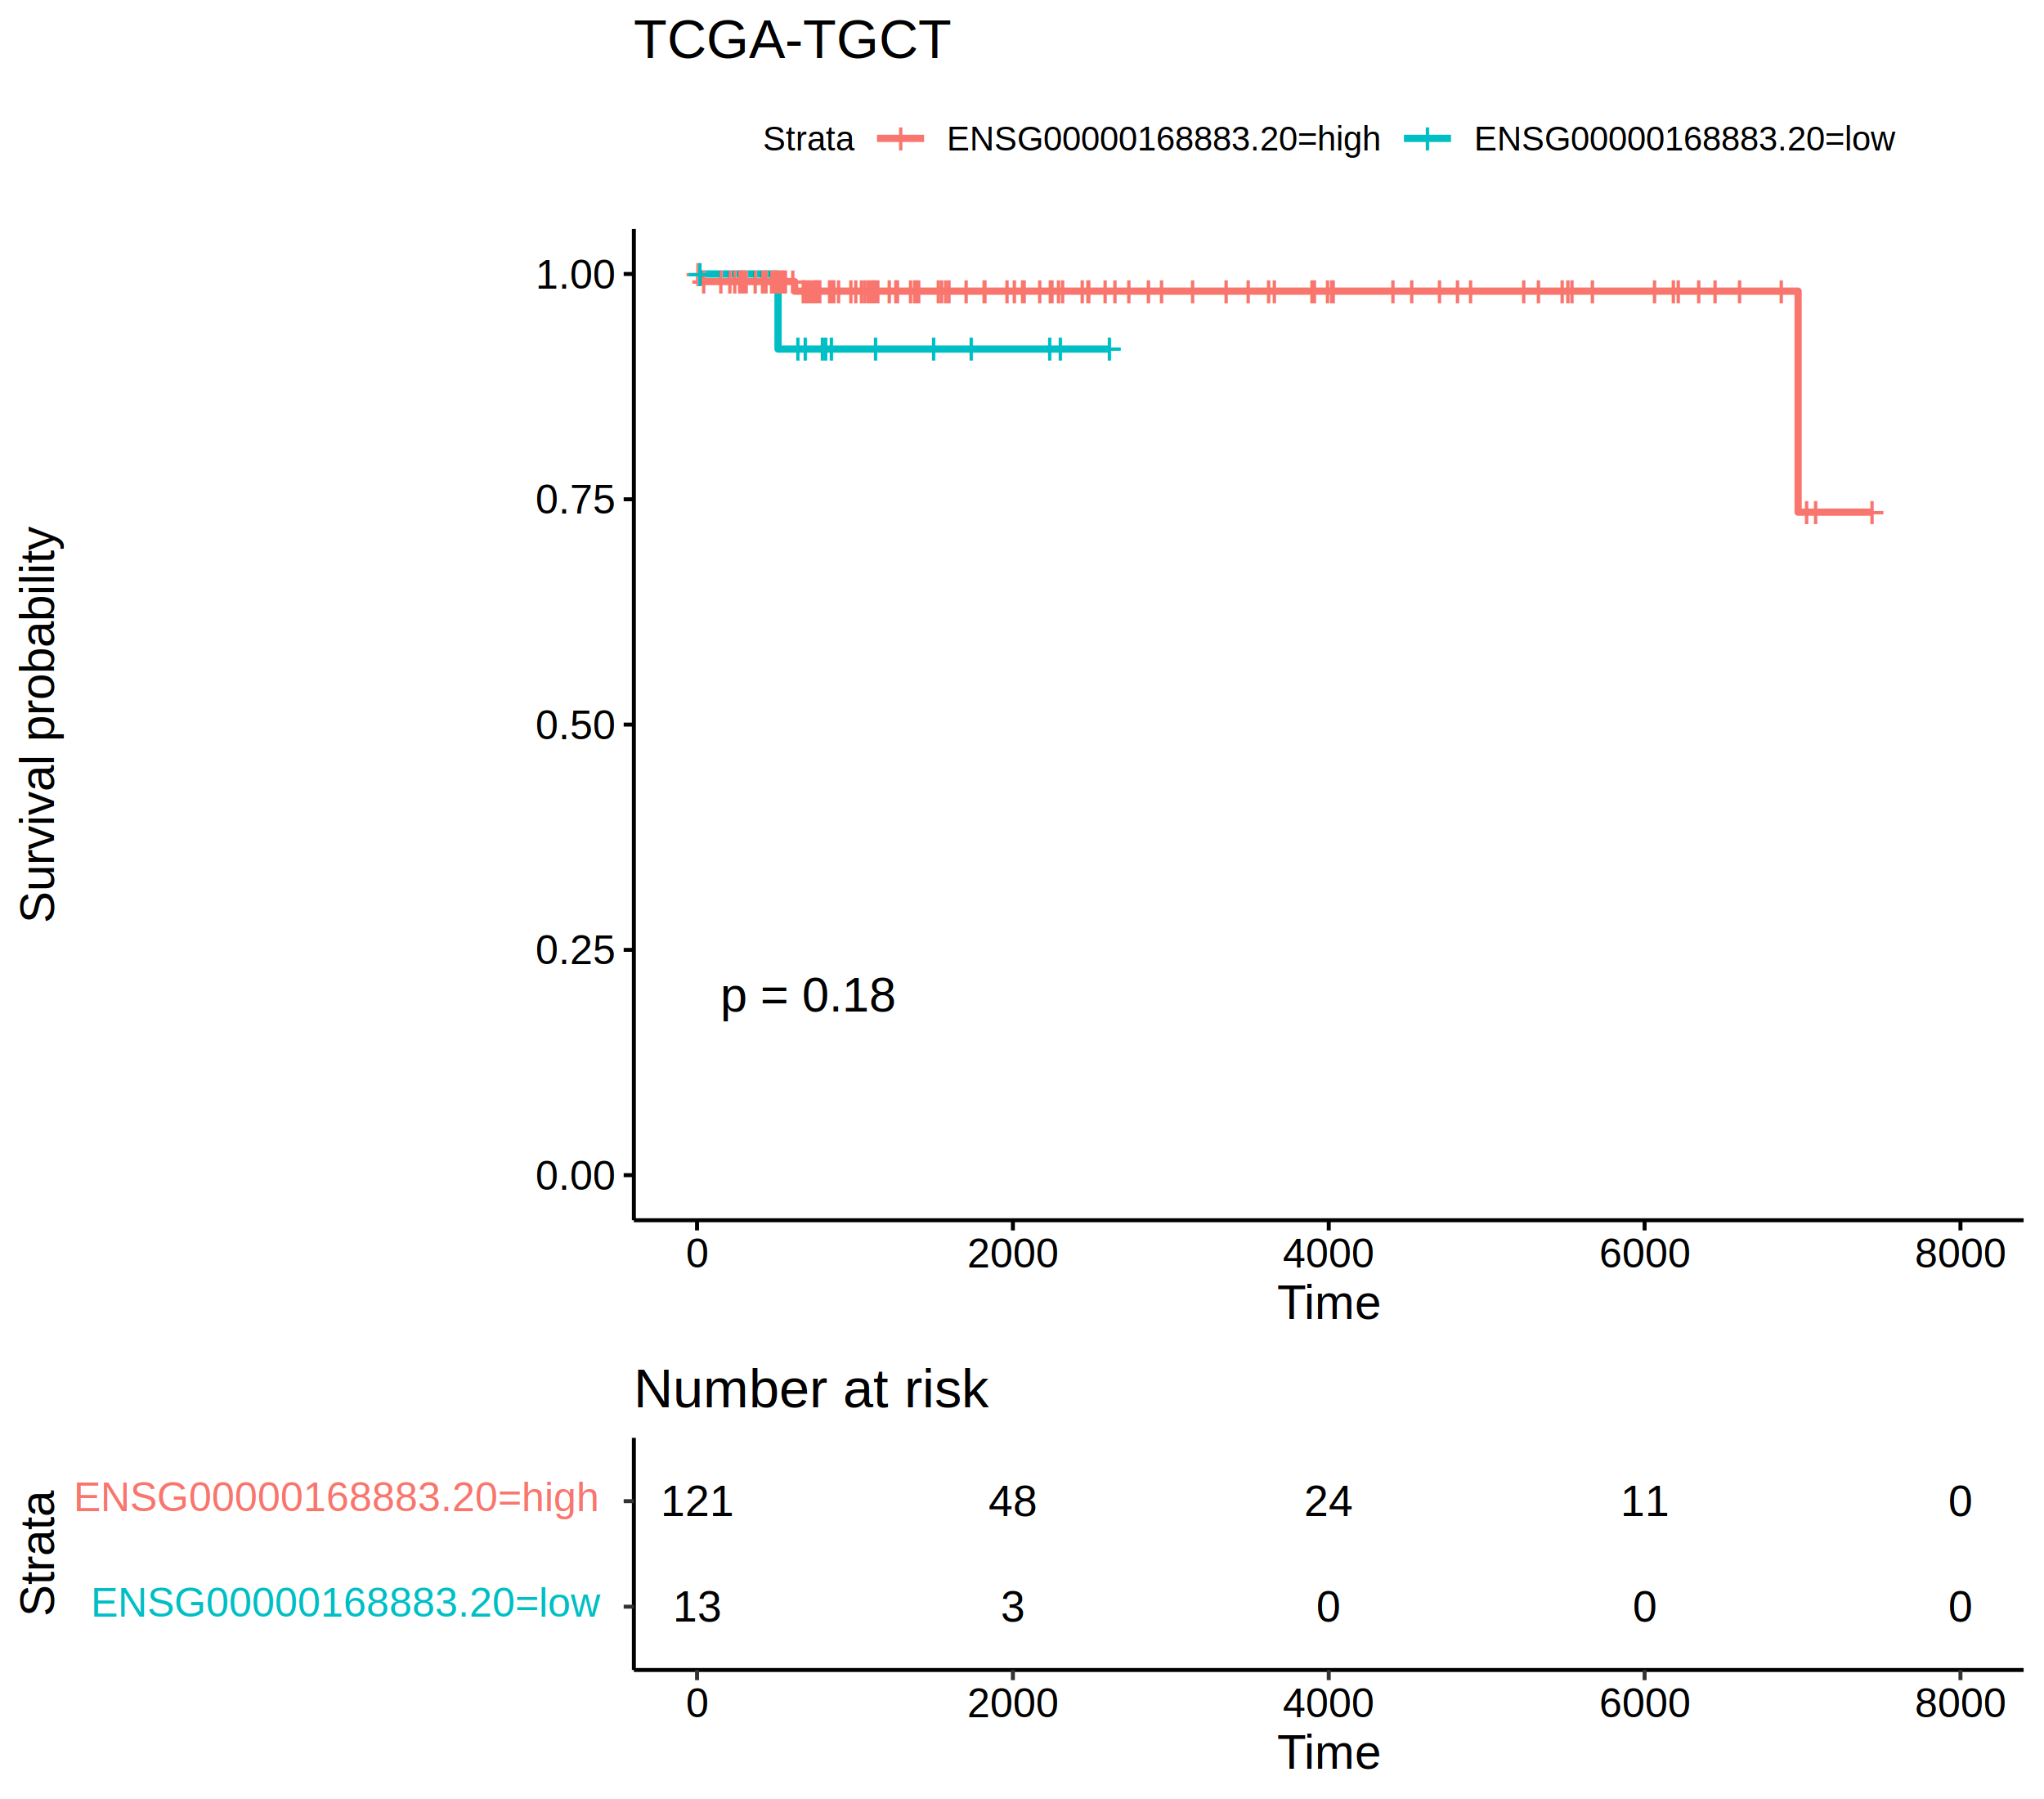 TCGA-TGCT
Strata ENSG00000168883.20=high ENSG00000168883.20=low
Survival probability
1.00
0.75
0.50
0.25
0.00
p = 0.18
0 2000 4000 6000 8000
Time
Number at risk
Strata
ENSG00000168883.20=high 121 48 24 11 0
ENSG00000168883.20=low 13 3 0 0 0
0 2000 4000 6000 8000
Time